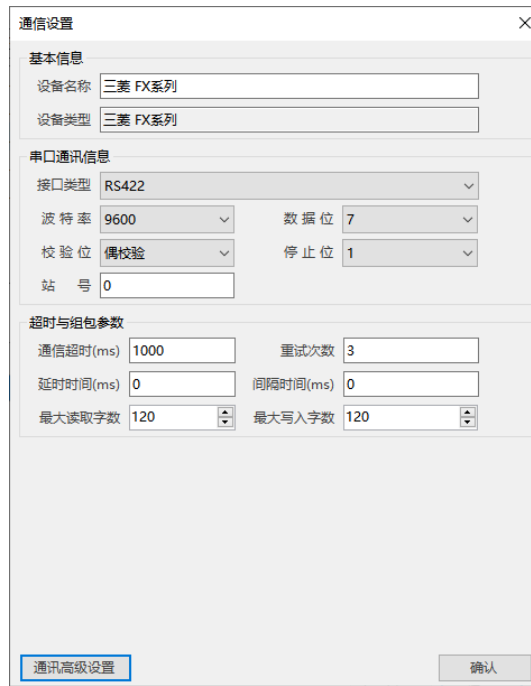 通信设置
基本信息
设备名称 三菱 FX系列
设备类型 三菱 FX系列
串口通讯信息
接口类型 RS422
波特率 9600 数据位 7
校验位 偶校验 停止位 1
站 号 0
超时与组包参数
通信超时(ms) 1000 重试次数 3
延时时间(ms) 0 间隔时间(ms) 0
最大读取字数 120 最大写入字数 120
通讯高级设置 确认